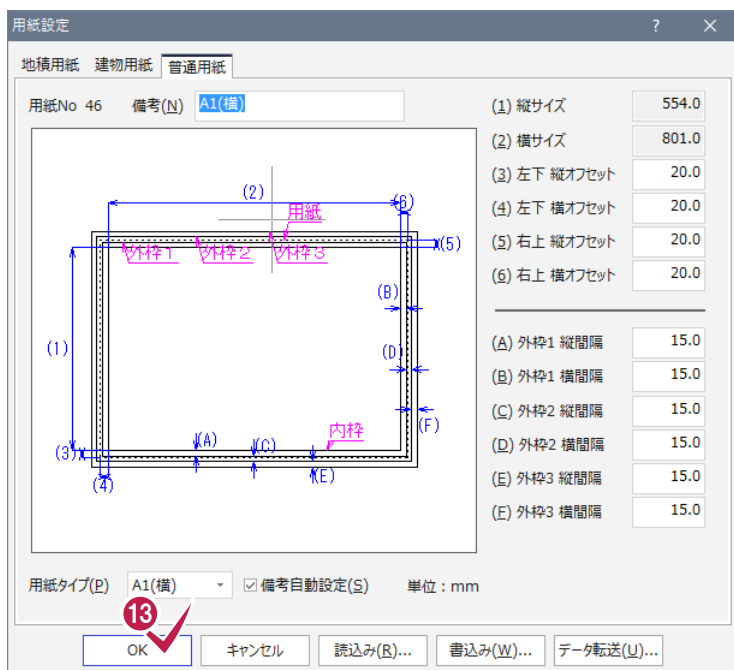 用紙設定 ? ×
地積用紙 建物用紙 普通用紙
用紙No 46 備考(N) A1(横)
(1) 縦サイズ 554.0
(2) 横サイズ 801.0
(3) 左下 縦オフセット 20.0
(4) 左下 横オフセット 20.0
(5) 右上 縦オフセット 20.0
(6) 右上 横オフセット 20.0
(A) 外枠1 縦間隔 15.0
(B) 外枠1 横間隔 15.0
(C) 外枠2 縦間隔 15.0
(D) 外枠2 横間隔 15.0
(E) 外枠3 縦間隔 15.0
(F) 外枠3 横間隔 15.0
(2)
用紙
(6)
外枠1 外枠2 外枠3
(5)
(B)
(1)
(D)
(F)
内枠
(A) (C)
(3)
(E)
(4)
用紙タイプ(P) A1(横) 備考自動設定(S) 単位：mm
13
OK キャンセル 読込み(R)... 書込み(W)... データ転送(U)...